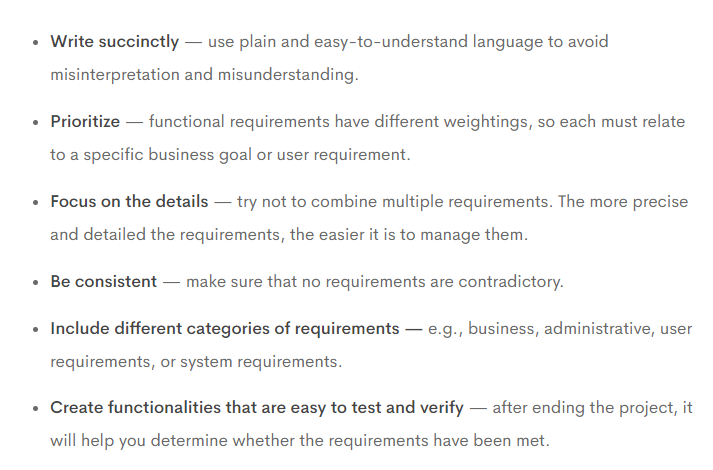 • Write succinctly — use plain and easy-to-understand language to avoid
misinterpretation and misunderstanding.
• Prioritize — functional requirements have different weightings, so each must relate
to a specific business goal or user requirement.
• Focus on the details — try not to combine multiple requirements. The more precise
and detailed the requirements, the easier it is to manage them.
• Be consistent — make sure that no requirements are contradictory.
• Include different categories of requirements — e.g., business, administrative, user
requirements, or system requirements.
• Create functionalities that are easy to test and verify — after ending the project, it
will help you determine whether the requirements have been met.